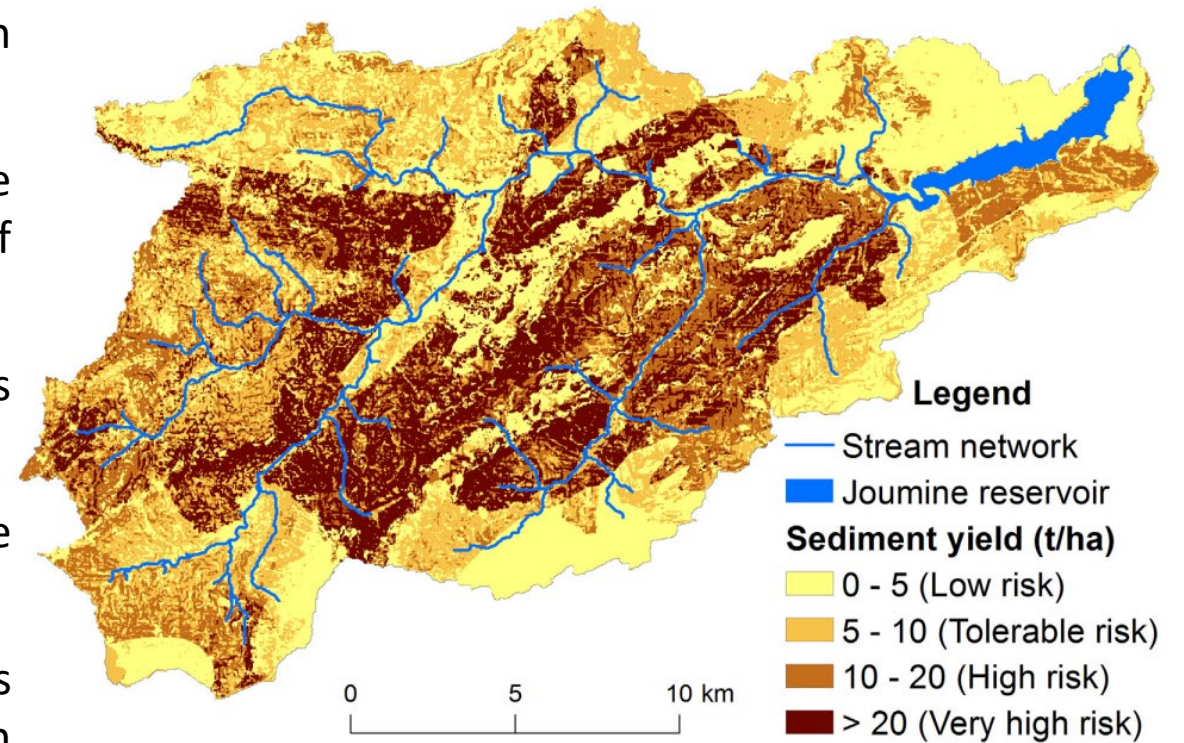 n
e
f
s
e
s
n
Legend
Stream network
Joumine reservoir
Sediment yield (t/ha)
0 - 5 (Low risk)
5 - 10 (Tolerable risk)
10 - 20 (High risk)
> 20 (Very high risk)
0 5 10 km